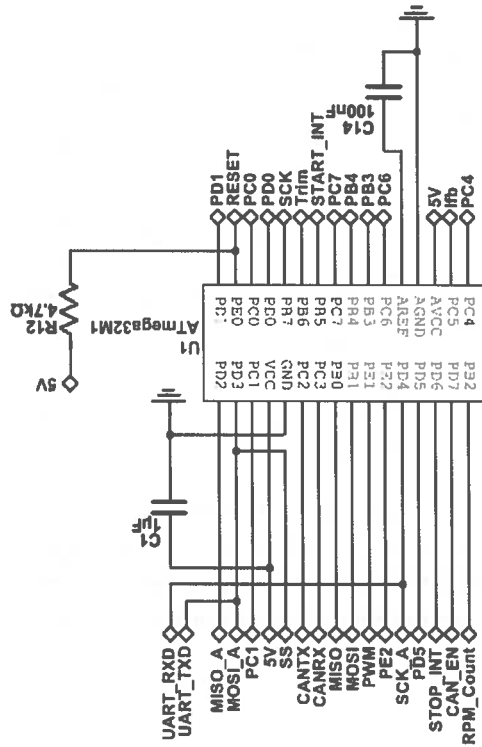 5V
R12
4.7kΩ
C1
1µF
C14
100nF
U1
ATmega32M1
UART_RXD
UART_TXD
MISO_A
MOSI_A
PC1
5V
SS
CANTX
CANRX
MISO
MOSI
PWM
PE2
SCK_A
PD5
STOP_INT
CAN_EN
RPM_Count
PD2
PD3
PC1
VCC
GND
PC2
PC3
PB0
PB1
PE1
PE2
PD4
PD5
PD6
PD7
PB2
PD1
PE0
PC0
PD0
PB7
PB6
PB5
PC7
PB4
PB3
PC6
AREF
AGND
AVCC
PC5
PC4
PD1
RESET
PC0
PD0
SCK
Trim
START_INT
PC7
PB4
PB3
PC6
5V
Ifb
PC4